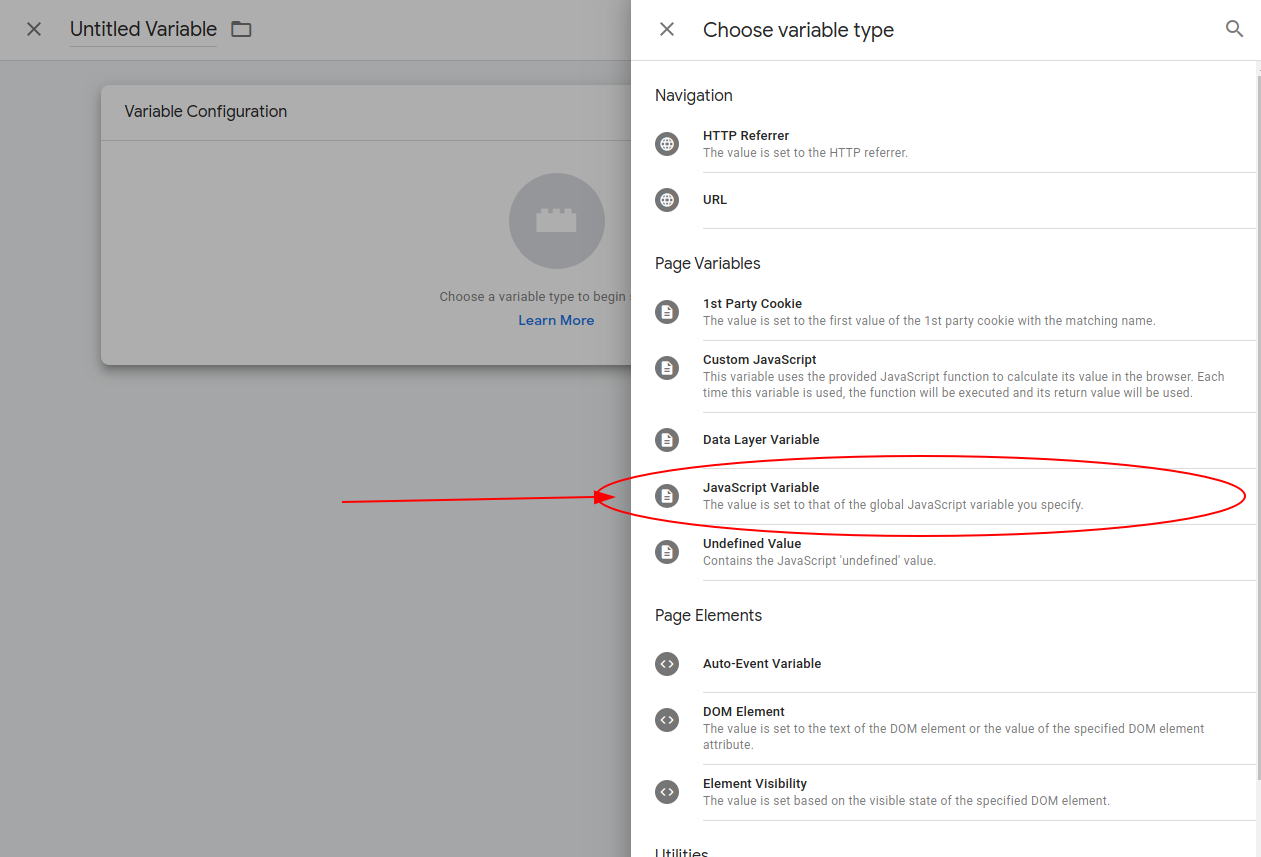 Untitled Variable
Variable Configuration
Choose a variable type to begin
Learn More
Choose variable type
Navigation
HTTP Referrer
The value is set to the HTTP referrer.
URL
Page Variables
1st Party Cookie
The value is set to the first value of the 1st party cookie with the matching name.
Custom JavaScript
This variable uses the provided JavaScript function to calculate its value in the browser. Each
time this variable is used, the function will be executed and its return value will be used.
Data Layer Variable
JavaScript Variable
The value is set to that of the global JavaScript variable you specify.
Undefined Value
Contains the JavaScript 'undefined' value.
Page Elements
Auto-Event Variable
DOM Element
The value is set to the text of the DOM element or the value of the specified DOM element
attribute.
Element Visibility
The value is set based on the visible state of the specified DOM element.
Utilities